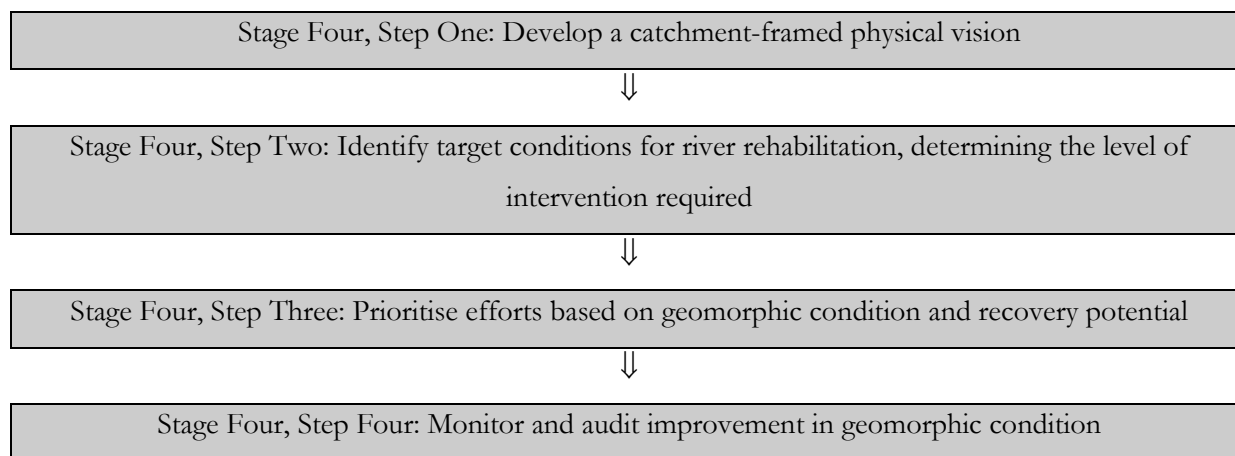 Stage Four, Step One: Develop a catchment-framed physical vision
⇓
Stage Four, Step Two: Identify target conditions for river rehabilitation, determining the level of
intervention required
⇓
Stage Four, Step Three: Prioritise efforts based on geomorphic condition and recovery potential
⇓
Stage Four, Step Four: Monitor and audit improvement in geomorphic condition